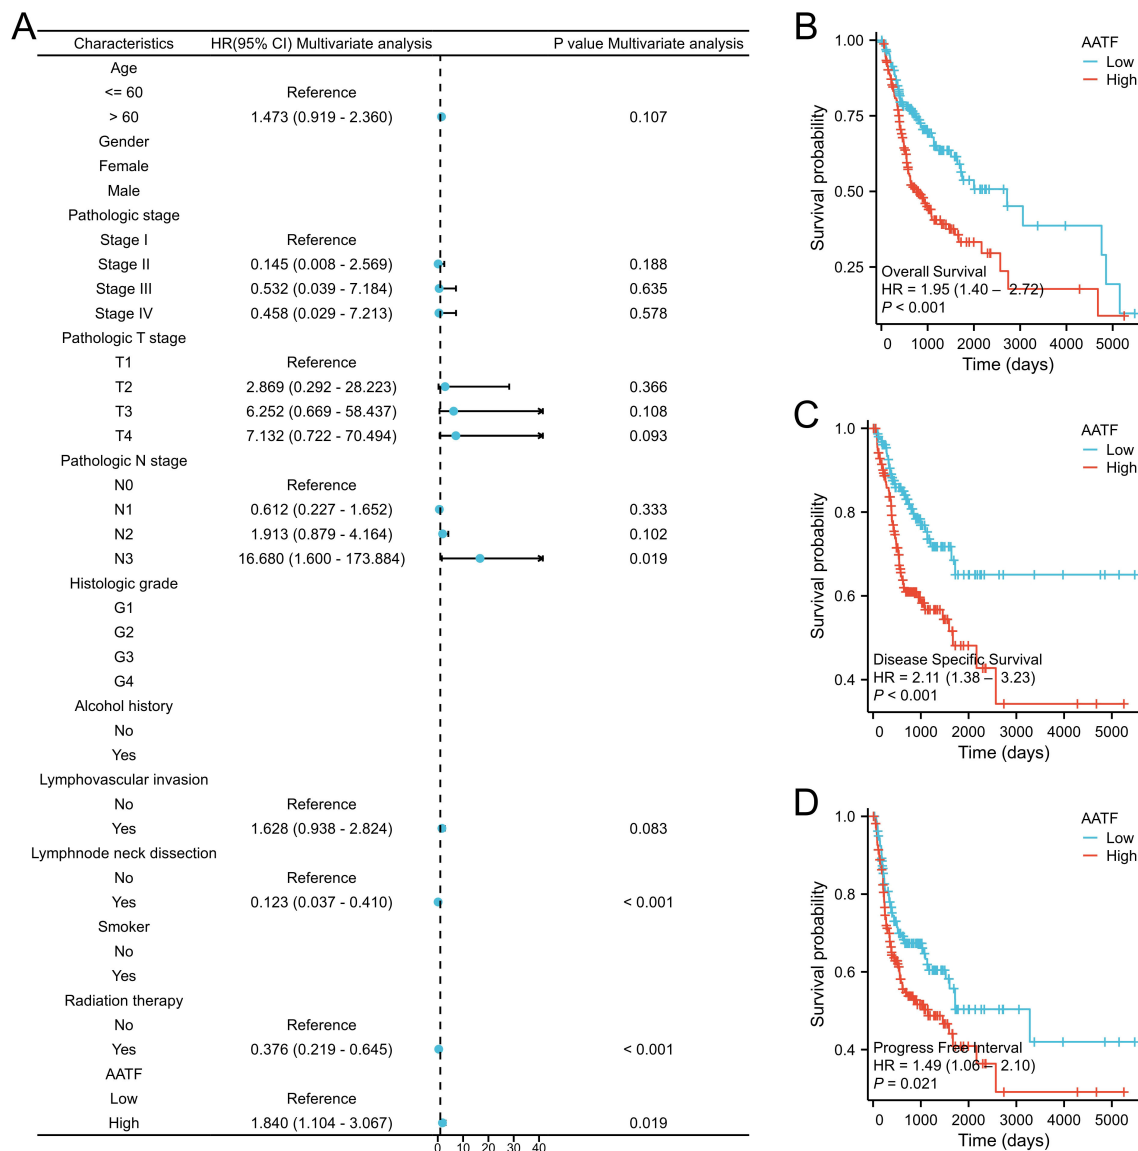 A
Characteristics HR(95% CI) Multivariate analysis P value Multivariate analysis
Age
<= 60 Reference
> 60 1.473 (0.919 - 2.360) 0.107
Gender
Female
Male
Pathologic stage
Stage I Reference
Stage II 0.145 (0.008 - 2.569) 0.188
Stage III 0.532 (0.039 - 7.184) 0.635
Stage IV 0.458 (0.029 - 7.213) 0.578
Pathologic T stage
T1 Reference
T2 2.869 (0.292 - 28.223) 0.366
T3 6.252 (0.669 - 58.437) 0.108
T4 7.132 (0.722 - 70.494) 0.093
Pathologic N stage
N0 Reference
N1 0.612 (0.227 - 1.652) 0.333
N2 1.913 (0.879 - 4.164) 0.102
N3 16.680 (1.600 - 173.884) 0.019
Histologic grade
G1
G2
G3
G4
Alcohol history
No
Yes
Lymphovascular invasion
No Reference
Yes 1.628 (0.938 - 2.824) 0.083
Lymphnode neck dissection
No Reference
Yes 0.123 (0.037 - 0.410) < 0.001
Smoker
No
Yes
Radiation therapy
No Reference
Yes 0.376 (0.219 - 0.645) < 0.001
AATF
Low Reference
High 1.840 (1.104 - 3.067) 0.019
0 10 20 30 40
B
AATF
Low
High
Survival probability
1.00
0.75
0.50
0.25
Overall Survival
HR = 1.95 (1.40 – 2.72)
P < 0.001
0 1000 2000 3000 4000 5000
Time (days)
C
AATF
Low
High
Survival probability
1.0
0.8
0.6
0.4
Disease Specific Survival
HR = 2.11 (1.38 – 3.23)
P < 0.001
0 1000 2000 3000 4000 5000
Time (days)
D
AATF
Low
High
Survival probability
1.0
0.8
0.6
0.4
Progress Free Interval
HR = 1.49 (1.06 – 2.10)
P = 0.021
0 1000 2000 3000 4000 5000
Time (days)